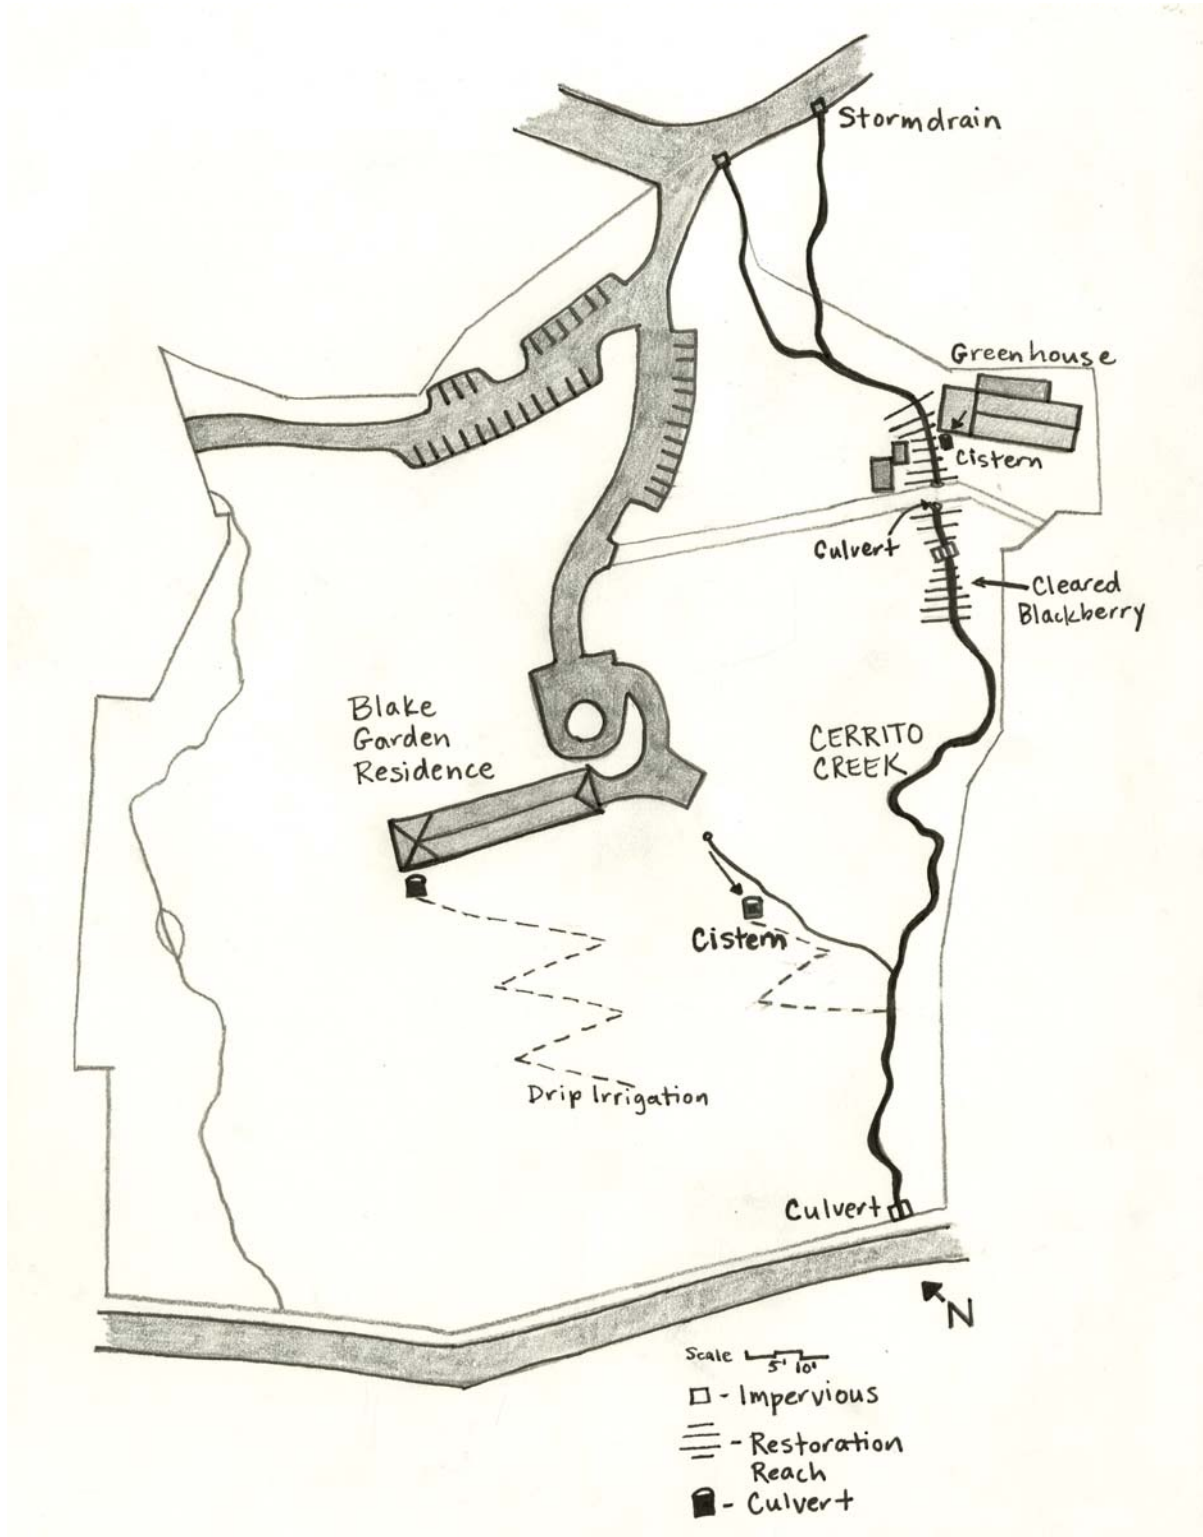 Stormdrain
Greenhouse
Cistern
Culvert
Cleared
Blackberry
Blake
Garden
Residence
CERRITO
CREEK
Cistern
Drip Irrigation
Culvert
N
Scale 5' 10'
- Impervious
- Restoration
Reach
- Culvert